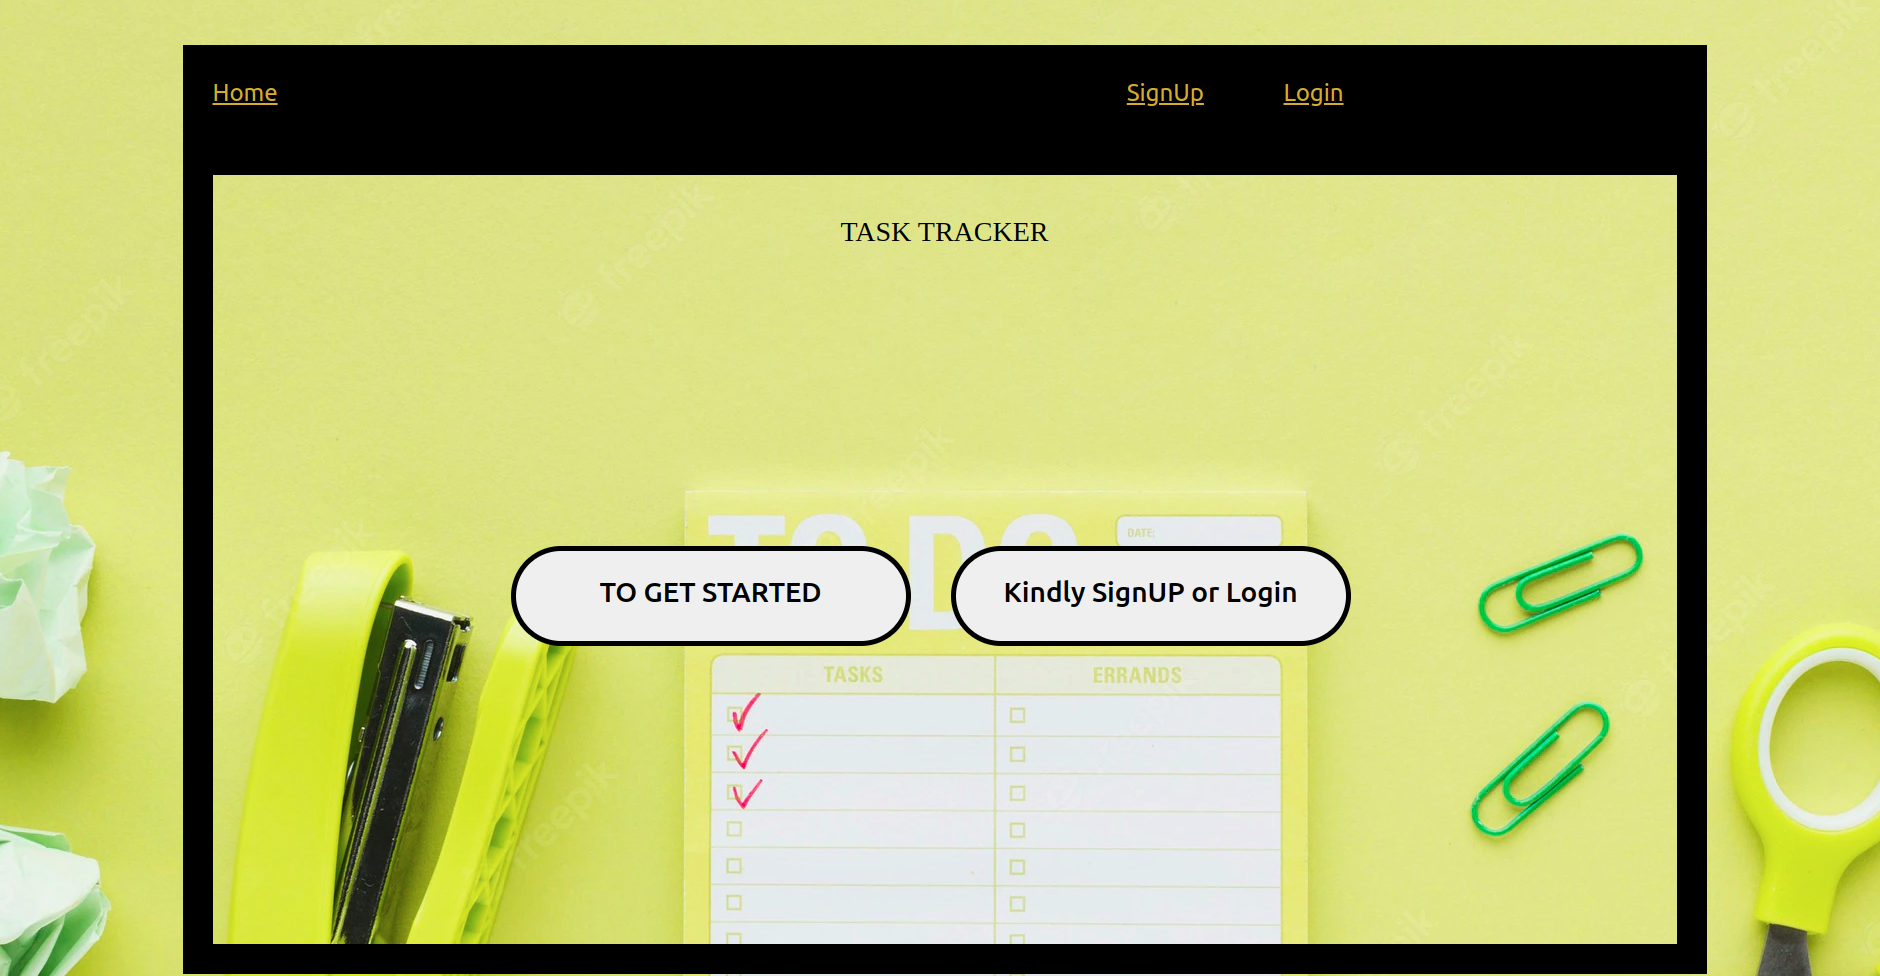 Home SignUp Login
TASK TRACKER
freepik
TO DO
DATE:
TO GET STARTED Kindly SignUP or Login
TASKS ERRANDS